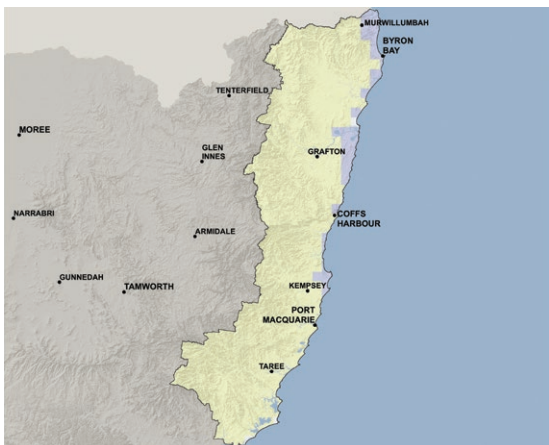 MURWILLUMBAH
BYRON
BAY
TENTERFIELD
MOREE
GLEN
INNES
GRAFTON
NARRABRI
COFFS
HARBOUR
ARMIDALE
GUNNEDAH
TAMWORTH
KEMPSEY
PORT
MACQUARIE
TAREE